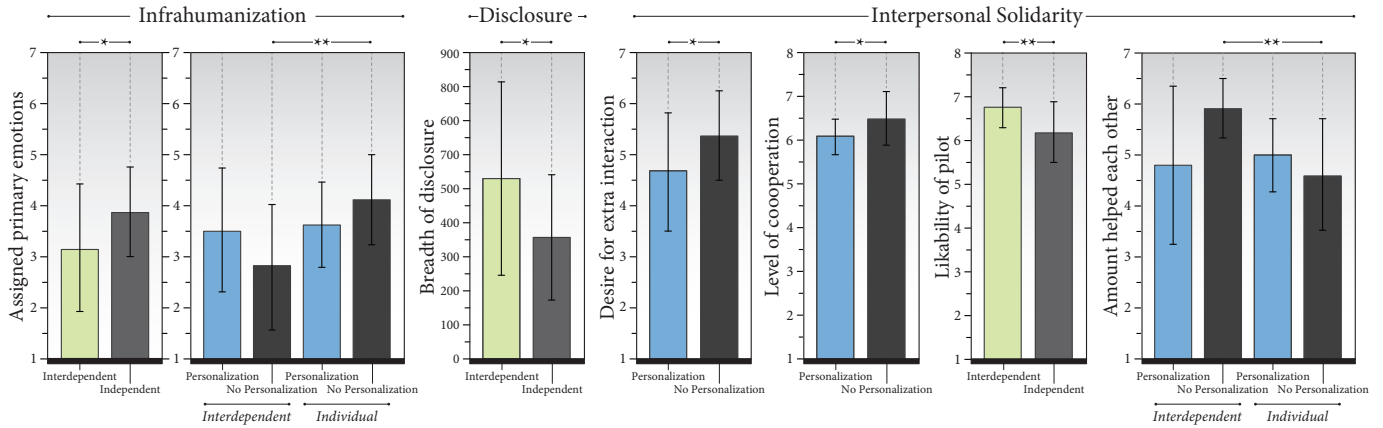 Infrahumanization
Disclosure
Interpersonal Solidarity
*
**
*
*
*
**
**
Assigned primary emotions
7
6
5
4
3
2
1
Interdependent
Independent
7
6
5
4
3
2
1
Personalization
No Personalization
Personalization
No Personalization
Interdependent
Individual
Breadth of disclosure
900
800
700
600
500
400
300
200
100
0
Interdependent
Independent
Desire for extra interaction
7
6
5
4
3
2
1
Personalization
No Personalization
Level of coooperation
8
7
6
5
4
3
2
1
Personalization
No Personalization
Likability of pilot
8
7
6
5
4
3
2
1
Interdependent
Independent
Amount helped each other
7
6
5
4
3
2
1
Personalization
No Personalization
Personalization
No Personalization
Interdependent
Individual